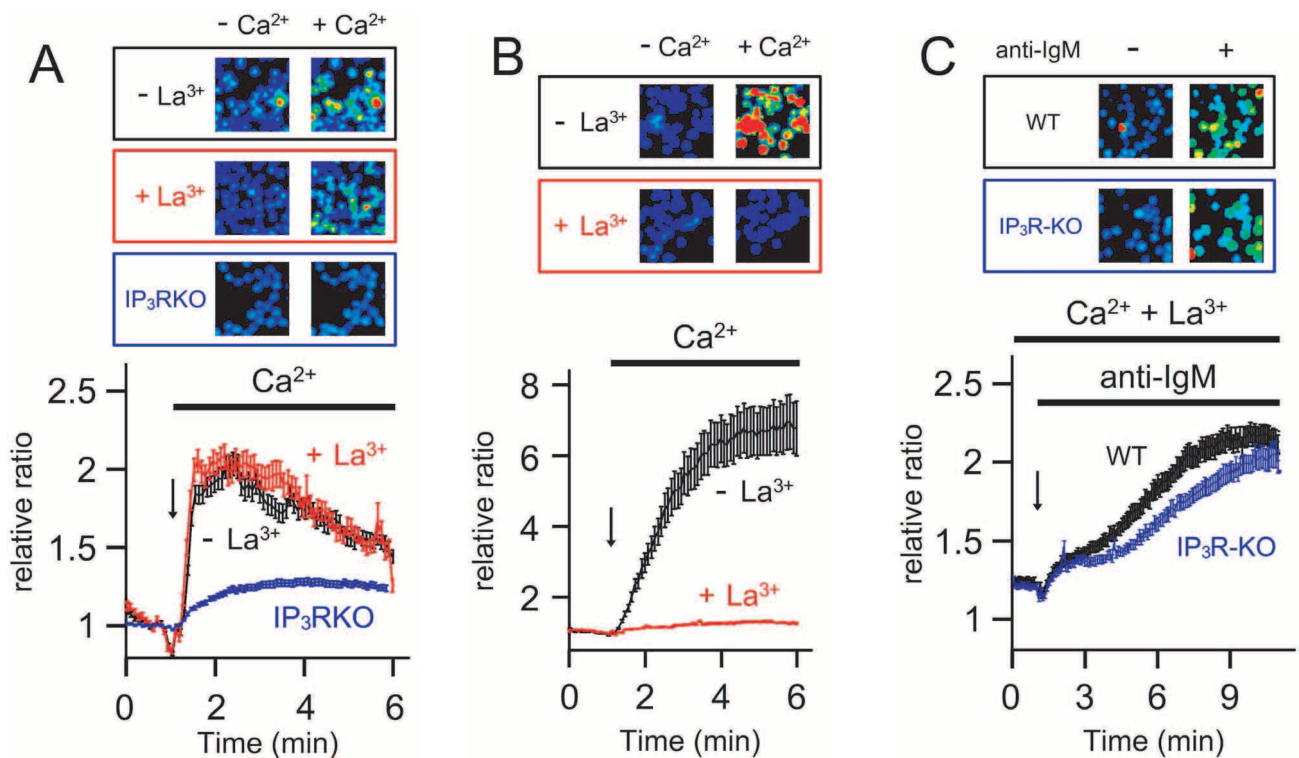 A
- Ca²⁺ + Ca²⁺
- La³⁺
+ La³⁺
IP₃RKO
Ca²⁺
2.5
2
1.5
1
relative ratio
+ La³⁺
- La³⁺
IP₃RKO
0 2 4 6
Time (min)
B
- Ca²⁺ + Ca²⁺
- La³⁺
+ La³⁺
Ca²⁺
8
6
4
2
relative ratio
- La³⁺
+ La³⁺
2 4 6
Time (min)
C
anti-IgM - +
WT
IP₃R-KO
Ca²⁺ + La³⁺
anti-IgM
2.5
2
1.5
1
relative ratio
WT
IP₃R-KO
0 3 6 9
Time (min)